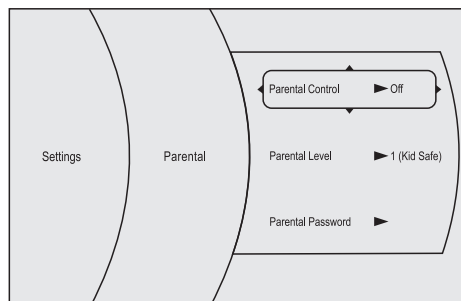 Settings
Parental
Parental Control ► Off
Parental Level ► 1 (Kid Safe)
Parental Password ►